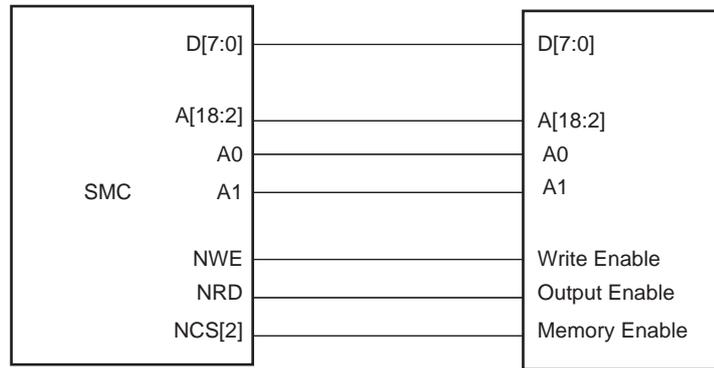 D[7:0] D[7:0]
A[18:2] A[18:2]
A0 A0
SMC A1 A1
NWE Write Enable
NRD Output Enable
NCS[2] Memory Enable